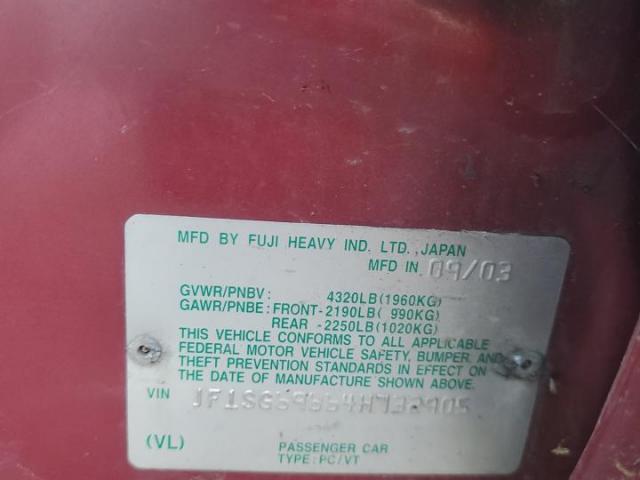 MFD BY FUJI HEAVY IND. LTD., JAPAN
MFD IN 09/03
GVWR/PNBV: 4320LB(1960KG)
GAWR/PNBE: FRONT-2190LB( 990KG)
REAR -2250LB(1020KG)
THIS VEHICLE CONFORMS TO ALL APPLICABLE
FEDERAL MOTOR VEHICLE SAFETY, BUMPER, AND
THEFT PREVENTION STANDARDS IN EFFECT ON
THE DATE OF MANUFACTURE SHOWN ABOVE.
VIN
(VL) PASSENGER CAR
TYPE:PC/VT